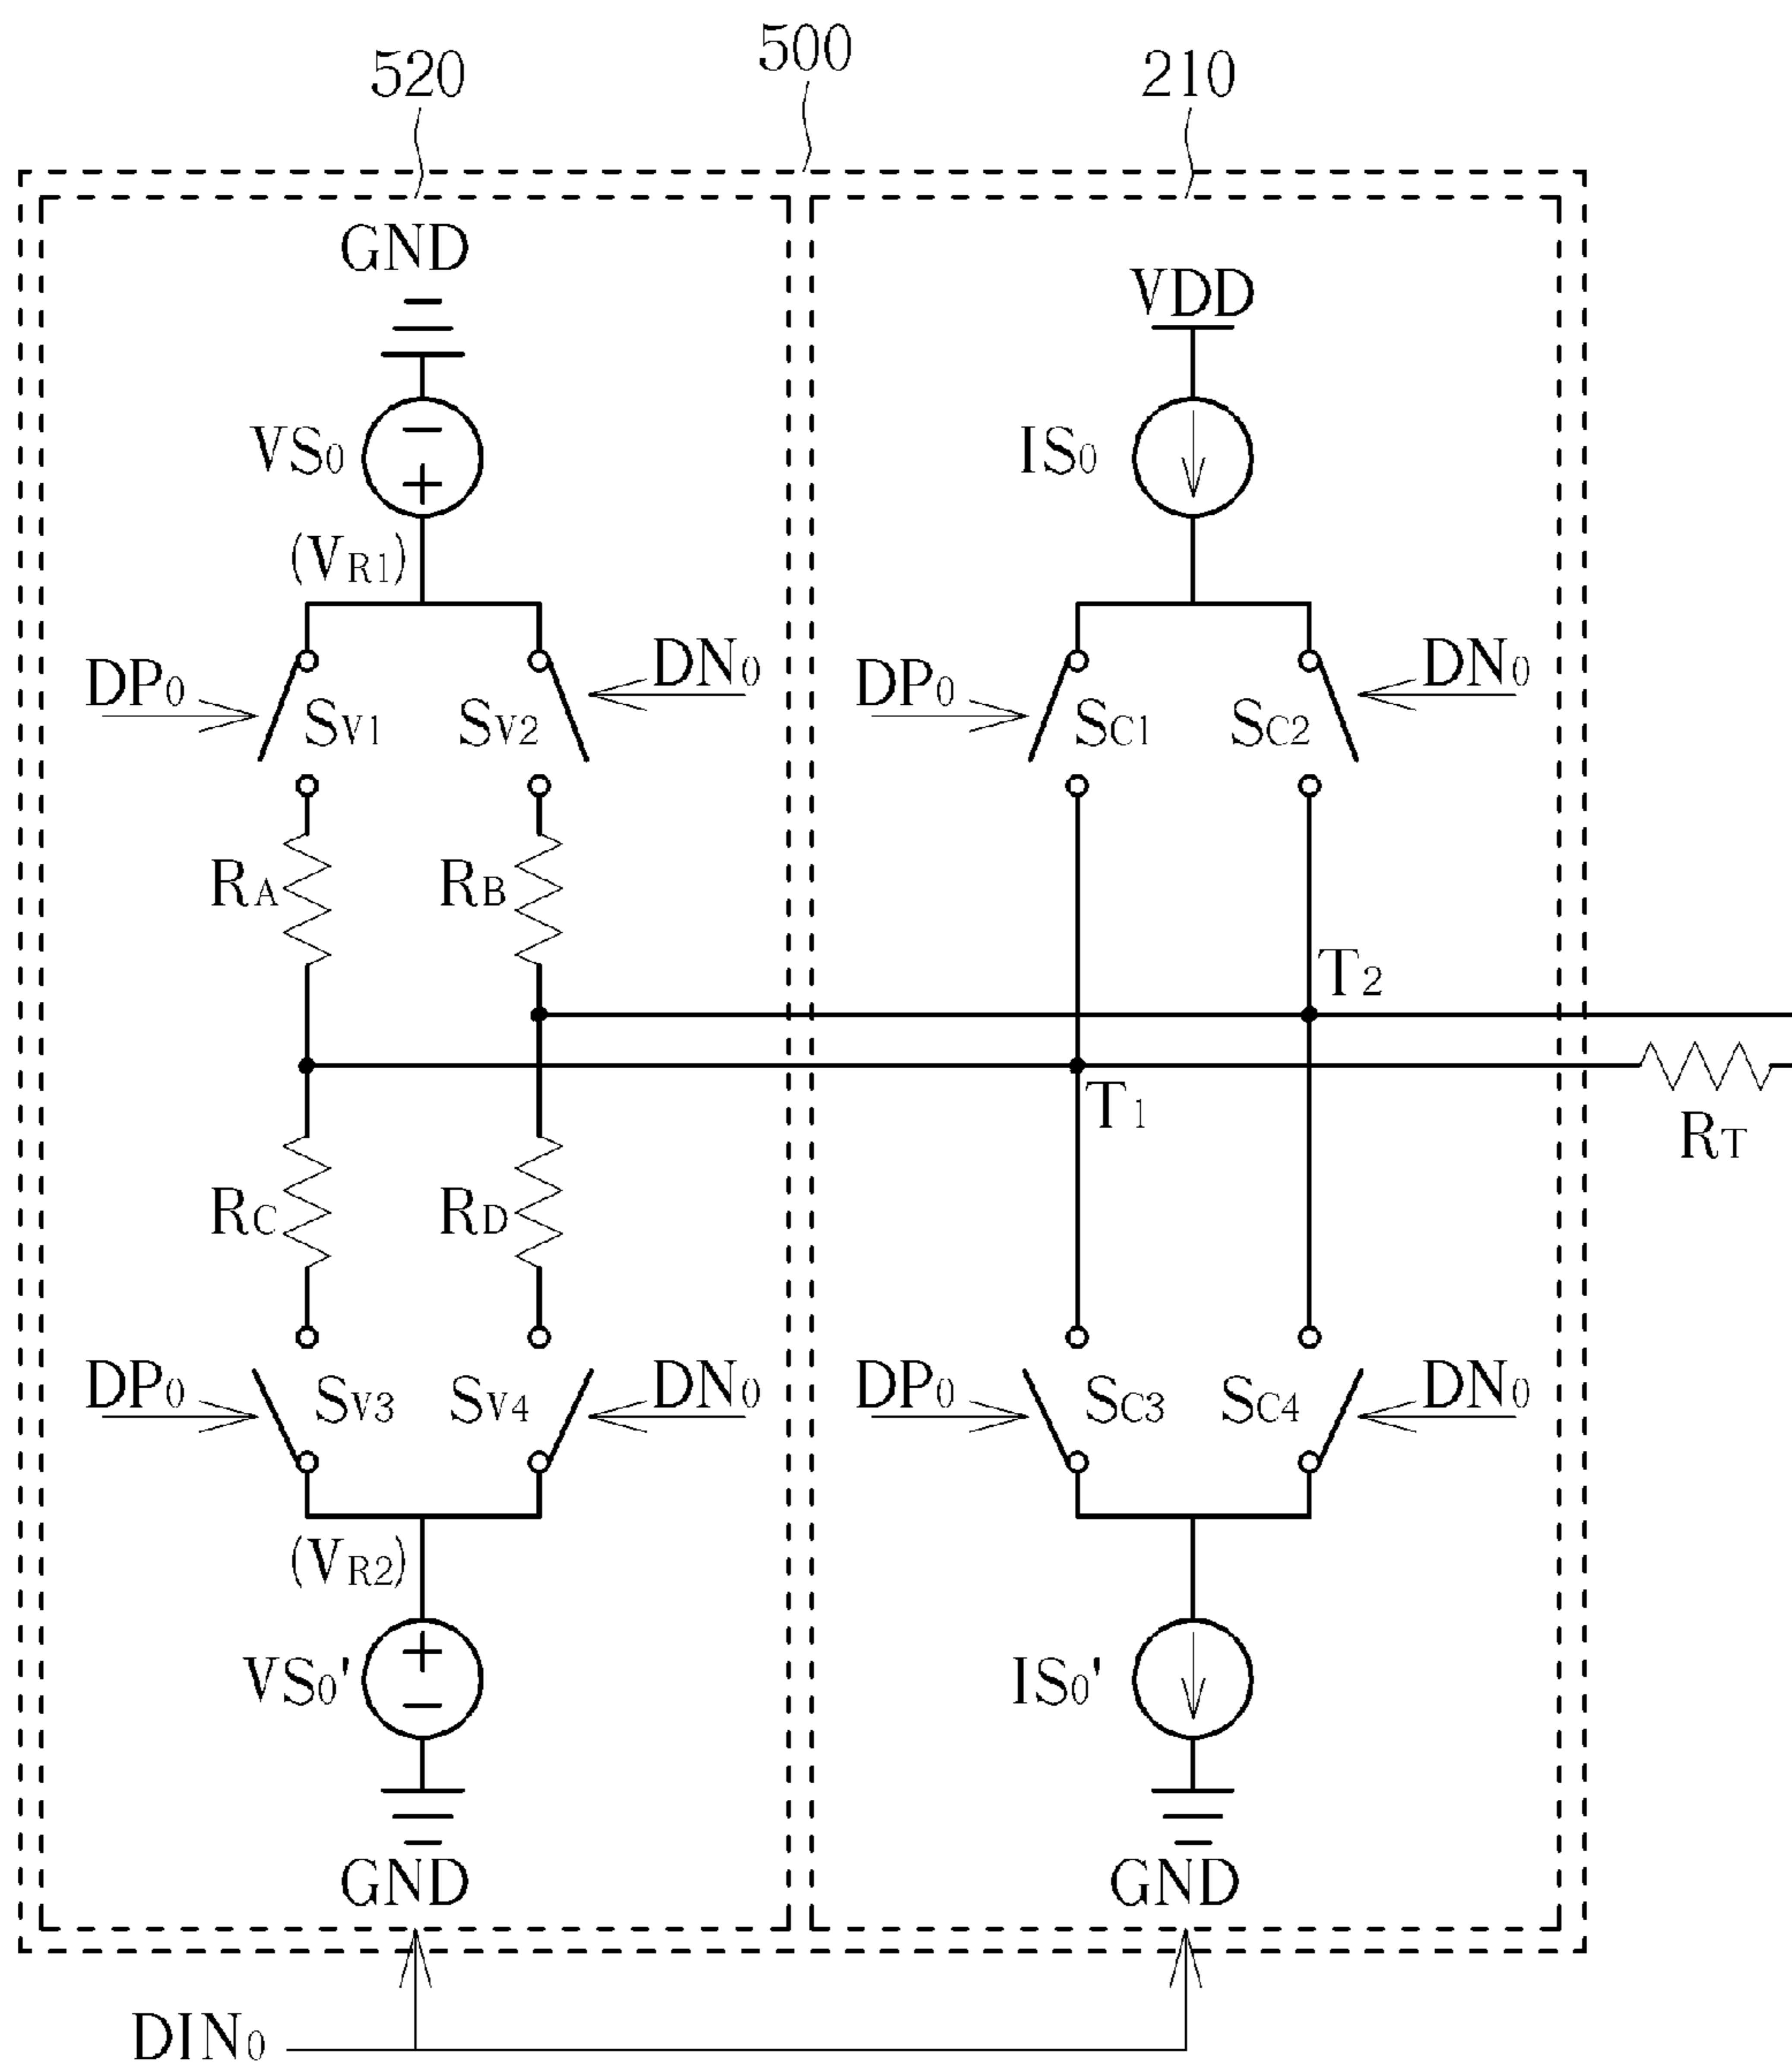 500
520
210
GND
VDD
VS0
IS0
(VR1)
DP0
SV1
SV2
DN0
DP0
SC1
SC2
DN0
RA
RB
T2
T1
RT
RC
RD
DP0
SV3
SV4
DN0
DP0
SC3
SC4
DN0
(VR2)
VS0'
IS0'
GND
GND
DIN0